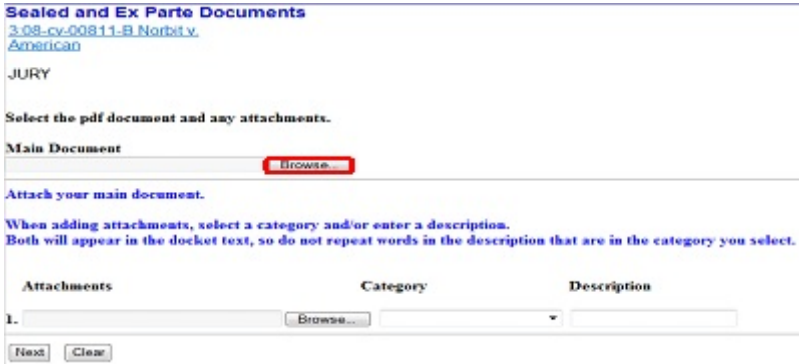 Sealed and Ex Parte Documents
3:08-cv-00811-B Norbit v.
American
JURY
Select the pdf document and any attachments.
Main Document
Browse...
Attach your main document.
When adding attachments, select a category and/or enter a description.
Both will appear in the docket text, so do not repeat words in the description that are in the category you select.
Attachments Category Description
1. Browse...
Next Clear